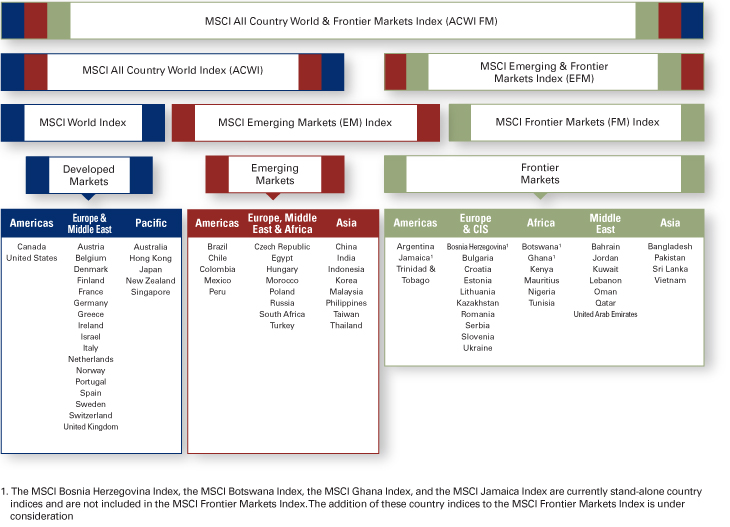 MSCI All Country World & Frontier Markets Index (ACWI FM)
MSCI All Country World Index (ACWI)
MSCI Emerging & Frontier
Markets Index (EFM)
MSCI World Index
MSCI Emerging Markets (EM) Index
MSCI Frontier Markets (FM) Index
Developed
Markets
Emerging
Markets
Frontier
Markets
Americas
Canada
United States
Europe &
Middle East
Austria
Belgium
Denmark
Finland
France
Germany
Greece
Ireland
Israel
Italy
Netherlands
Norway
Portugal
Spain
Sweden
Switzerland
United Kingdom
Pacific
Australia
Hong Kong
Japan
New Zealand
Singapore
Americas
Brazil
Chile
Colombia
Mexico
Peru
Europe, Middle
East & Africa
Czech Republic
Egypt
Hungary
Morocco
Poland
Russia
South Africa
Turkey
Asia
China
India
Indonesia
Korea
Malaysia
Philippines
Taiwan
Thailand
Americas
Argentina
Jamaica¹
Trinidad &
Tobago
Europe
& CIS
Bosnia Herzegovina¹
Bulgaria
Croatia
Estonia
Lithuania
Kazakhstan
Romania
Serbia
Slovenia
Ukraine
Africa
Botswana¹
Ghana¹
Kenya
Mauritius
Nigeria
Tunisia
Middle
East
Bahrain
Jordan
Kuwait
Lebanon
Oman
Qatar
United Arab Emirates
Asia
Bangladesh
Pakistan
Sri Lanka
Vietnam
1. The MSCI Bosnia Herzegovina Index, the MSCI Botswana Index, the MSCI Ghana Index, and the MSCI Jamaica Index are currently stand-alone country
indices and are not included in the MSCI Frontier Markets Index. The addition of these country indices to the MSCI Frontier Markets Index is under
consideration